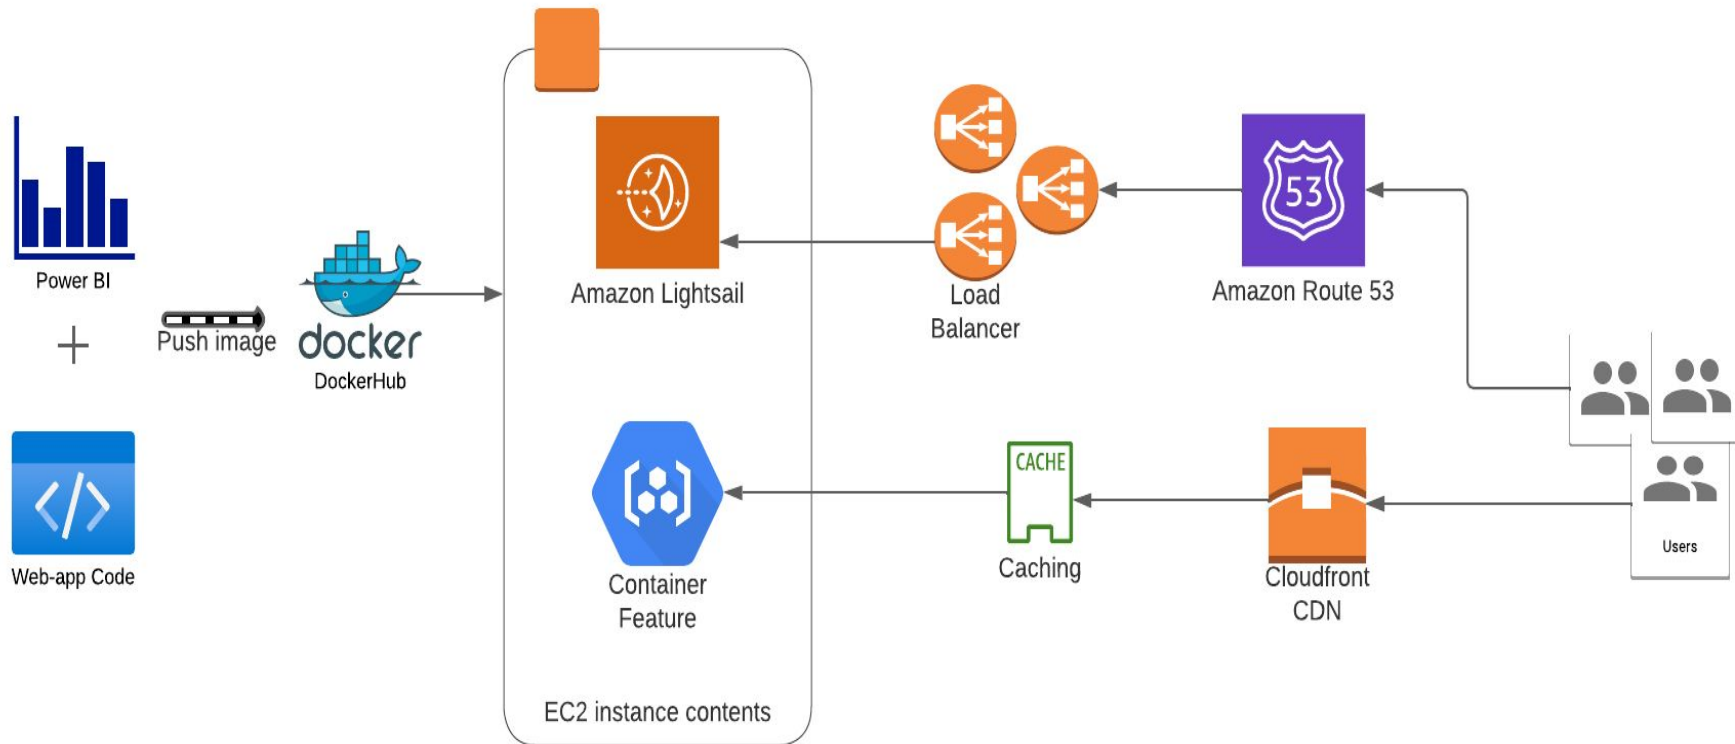 Power BI
+
Web-app Code
Push image
docker
DockerHub
Amazon Lightsail
Container
Feature
EC2 instance contents
Load
Balancer
CACHE
Caching
53
Amazon Route 53
Cloudfront
CDN
Users